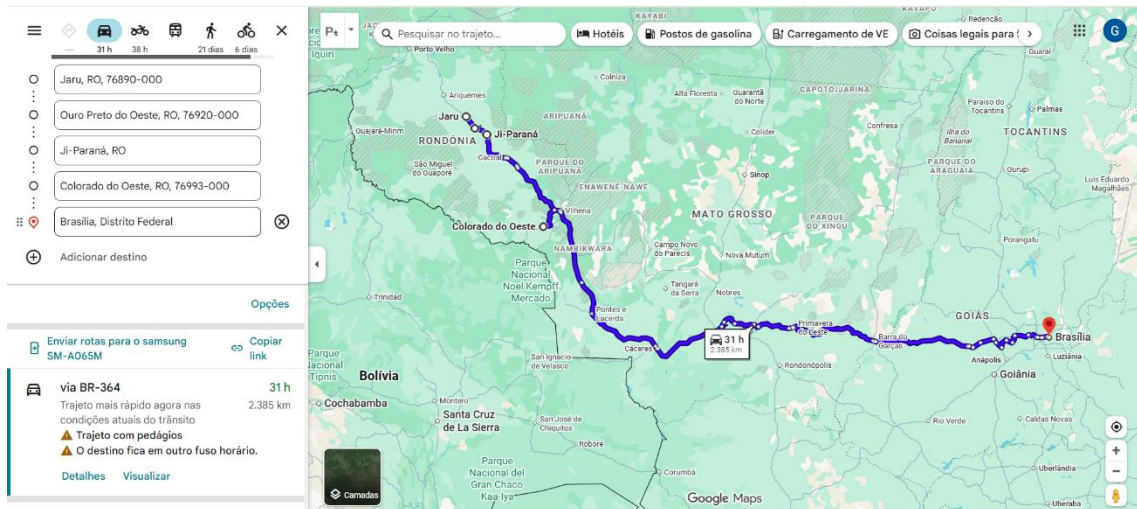 31 h
38 h
21 dias
6 dias
Jaru, RO, 76890-000
Ouro Preto do Oeste, RO, 76920-000
Ji-Paraná, RO
Colorado do Oeste, RO, 76993-000
Brasília, Distrito Federal
Adicionar destino
Opções
Enviar rotas para o samsung
SM-A065M
Copiar
link
via BR-364
31 h
Trajeto mais rápido agora nas
condições atuais do trânsito
2.385 km
Trajeto com pedágios
O destino fica em outro fuso horário.
Detalhes
Visualizar
Pesquisar no trajeto...
Hotéis
Postos de gasolina
Carregamento de VE
Coisas legais para
G
KAYABI
Redenção
Porto Velho
Iquiri
Colniza
Guaraí
Ariquemes
Alta Floresta
Guarantã
do Norte
CAPOTO/JARINA
Paraíso do
Tocantins
Palmas
Jaru
ARIPUANÃ
Confresa
Ilha do
Bananal
TOCANTINS
Guajará-Mirim
Ji-Paraná
Colider
RONDÔNIA
Cacoal
São Miguel
do Guaporé
PARQUE DO
ARIPUANÃ
PARQUE DO
ARAGUAIA
Gurupi
Sinop
Luís Eduardo
Magalhães
ENAWENÊ-NAWÊ
Vilhena
MATO GROSSO
PARQUE
DO XINGU
Colorado do Oeste
NAMBIKWARA
Campo Novo
do Parecis
Nova Mutum
Porangatu
Parque
Nacional
Noel Kempff
Mercado
Trinidad
Tangará
da Serra
Nobres
Pontes e
Lacerda
GOIÁS
31 h
2.385 km
Primavera
do Leste
Brasília
Cáceres
Barra do
Garças
Parque
Nacional
Tipnis
San Ignacio
de Velasco
Rondonópolis
Anápolis
Luziânia
Goiânia
Bolívia
Cochabamba
Montero
Santa Cruz
de La Sierra
San José de
Chiquitos
Rio Verde
Caldas Novas
Roboré
Parque
Nacional del
Gran Chaco
Kaa Iya
Corumbá
Uberlândia
Camadas
Google Maps
Uberaba